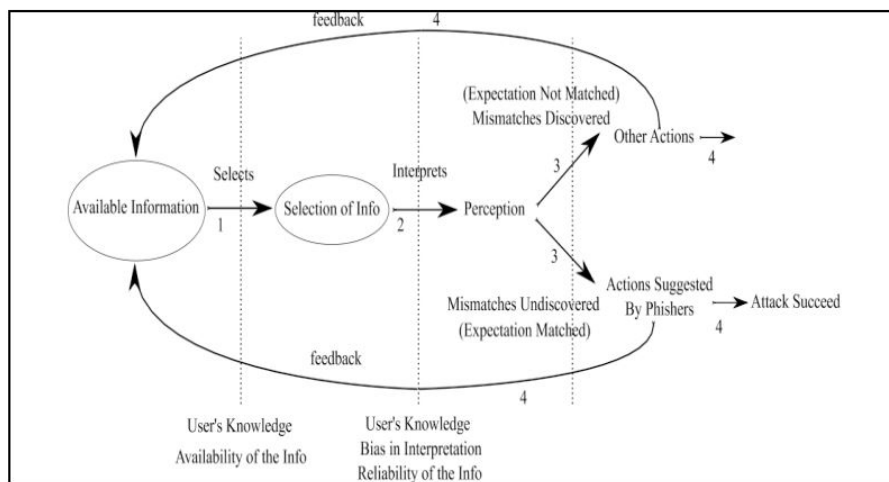 feedback
4
(Expectation Not Matched)
Mismatches Discovered
Other Actions
4
3
Selects
Interprets
Available Information
1
Selection of Info
2
Perception
3
Mismatches Undiscovered
(Expectation Matched)
Actions Suggested
By Phishers
4
Attack Succeed
feedback
4
User's Knowledge
Availability of the Info
User's Knowledge
Bias in Interpretation
Reliability of the Info